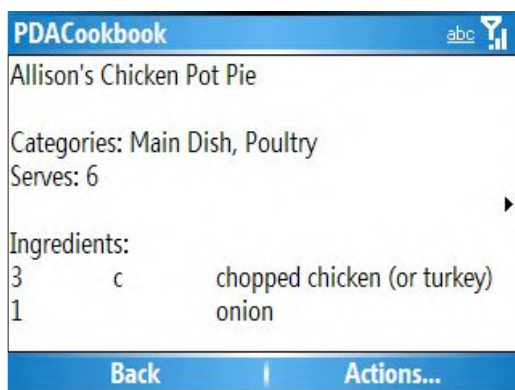 PDACookbook abc
Allison's Chicken Pot Pie
Categories: Main Dish, Poultry
Serves: 6
Ingredients:
3 c chopped chicken (or turkey)
1 onion
Back Actions...